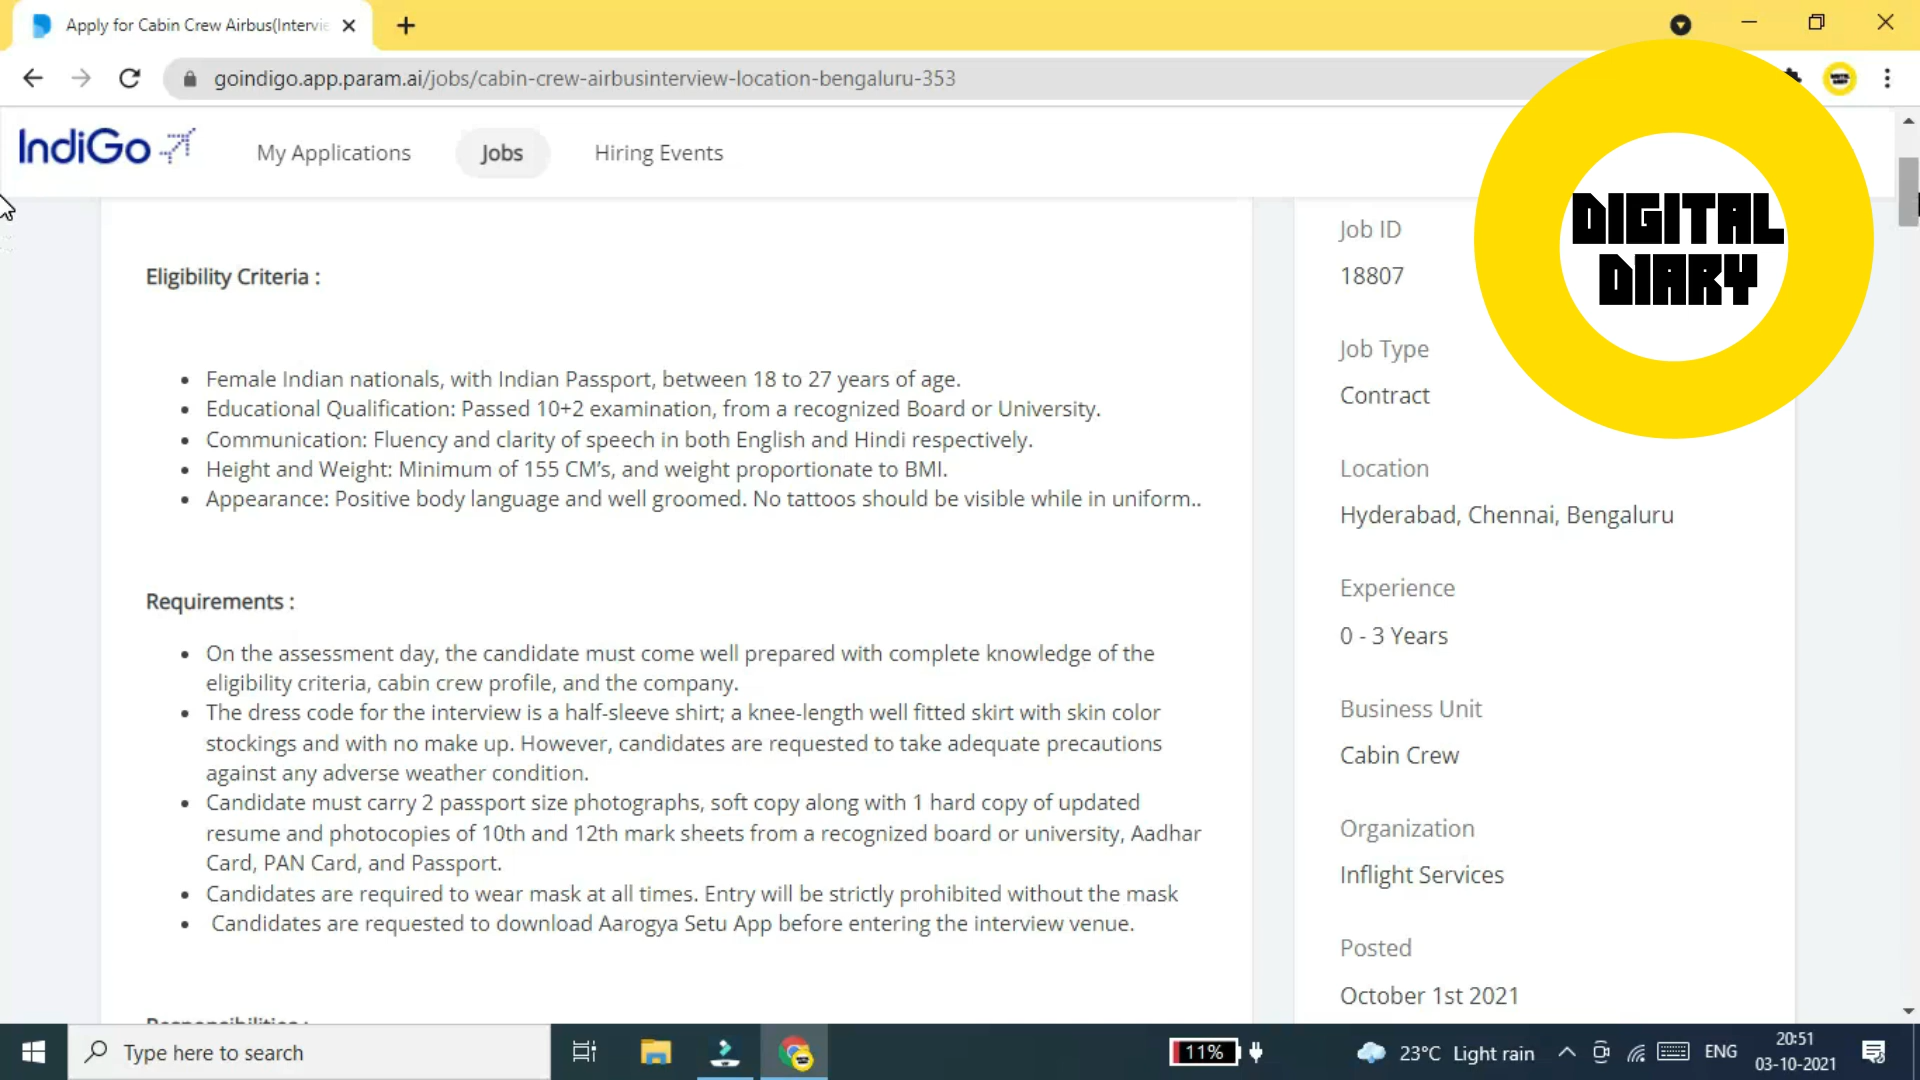 Apply for Cabin Crew Airbus(Intervie
goindigo.app.param.ai/jobs/cabin-crew-airbusinterview-location-bengaluru-353
IndiGo
My Applications
Jobs
Hiring Events
DIGITAL
DIARY
Eligibility Criteria :
• Female Indian nationals, with Indian Passport, between 18 to 27 years of age.
• Educational Qualification: Passed 10+2 examination, from a recognized Board or University.
• Communication: Fluency and clarity of speech in both English and Hindi respectively.
• Height and Weight: Minimum of 155 CM’s, and weight proportionate to BMI.
• Appearance: Positive body language and well groomed. No tattoos should be visible while in uniform..
Requirements :
• On the assessment day, the candidate must come well prepared with complete knowledge of the
eligibility criteria, cabin crew profile, and the company.
• The dress code for the interview is a half-sleeve shirt; a knee-length well fitted skirt with skin color
stockings and with no make up. However, candidates are requested to take adequate precautions
against any adverse weather condition.
• Candidate must carry 2 passport size photographs, soft copy along with 1 hard copy of updated
resume and photocopies of 10th and 12th mark sheets from a recognized board or university, Aadhar
Card, PAN Card, and Passport.
• Candidates are required to wear mask at all times. Entry will be strictly prohibited without the mask
• Candidates are requested to download Aarogya Setu App before entering the interview venue.
Responsibilities :
Job ID
18807
Job Type
Contract
Location
Hyderabad, Chennai, Bengaluru
Experience
0 - 3 Years
Business Unit
Cabin Crew
Organization
Inflight Services
Posted
October 1st 2021
Type here to search
11%
23°C Light rain
ENG
20:51
03-10-2021